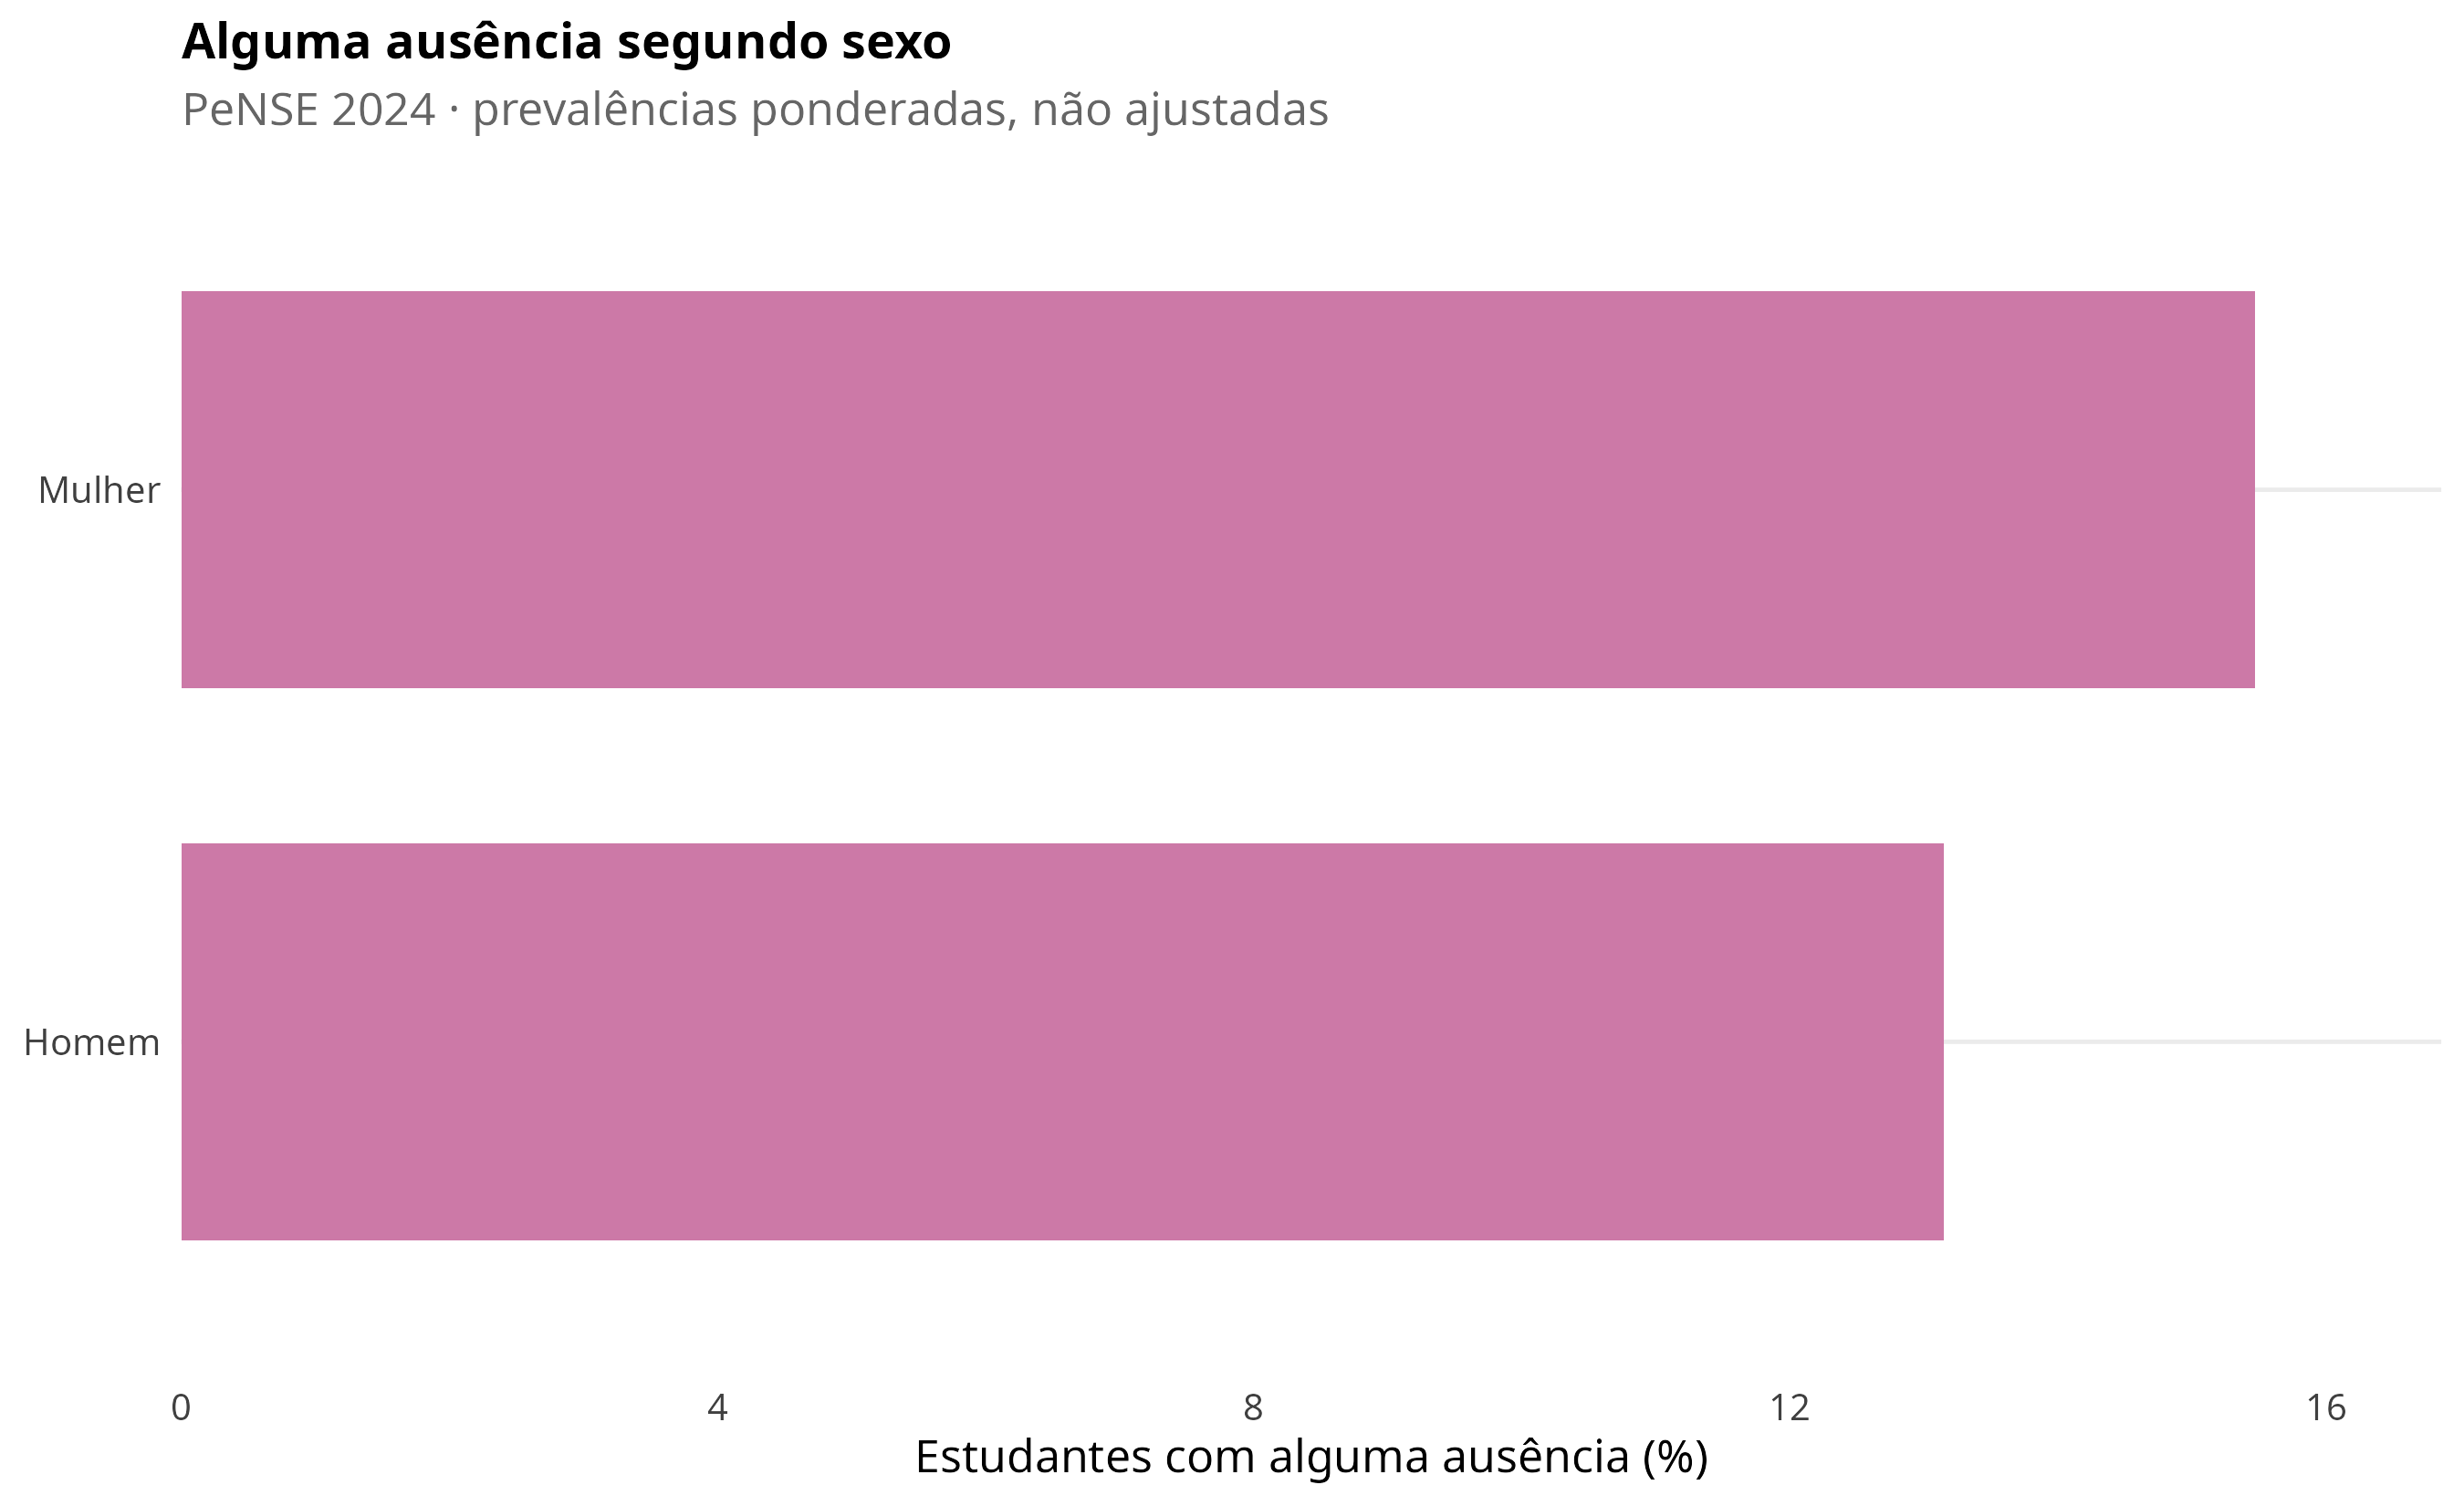 Alguma ausência segundo sexo
PeNSE 2024 · prevalências ponderadas, não ajustadas
Mulher
Homem
0 4 8 12 16
Estudantes com alguma ausência (%)